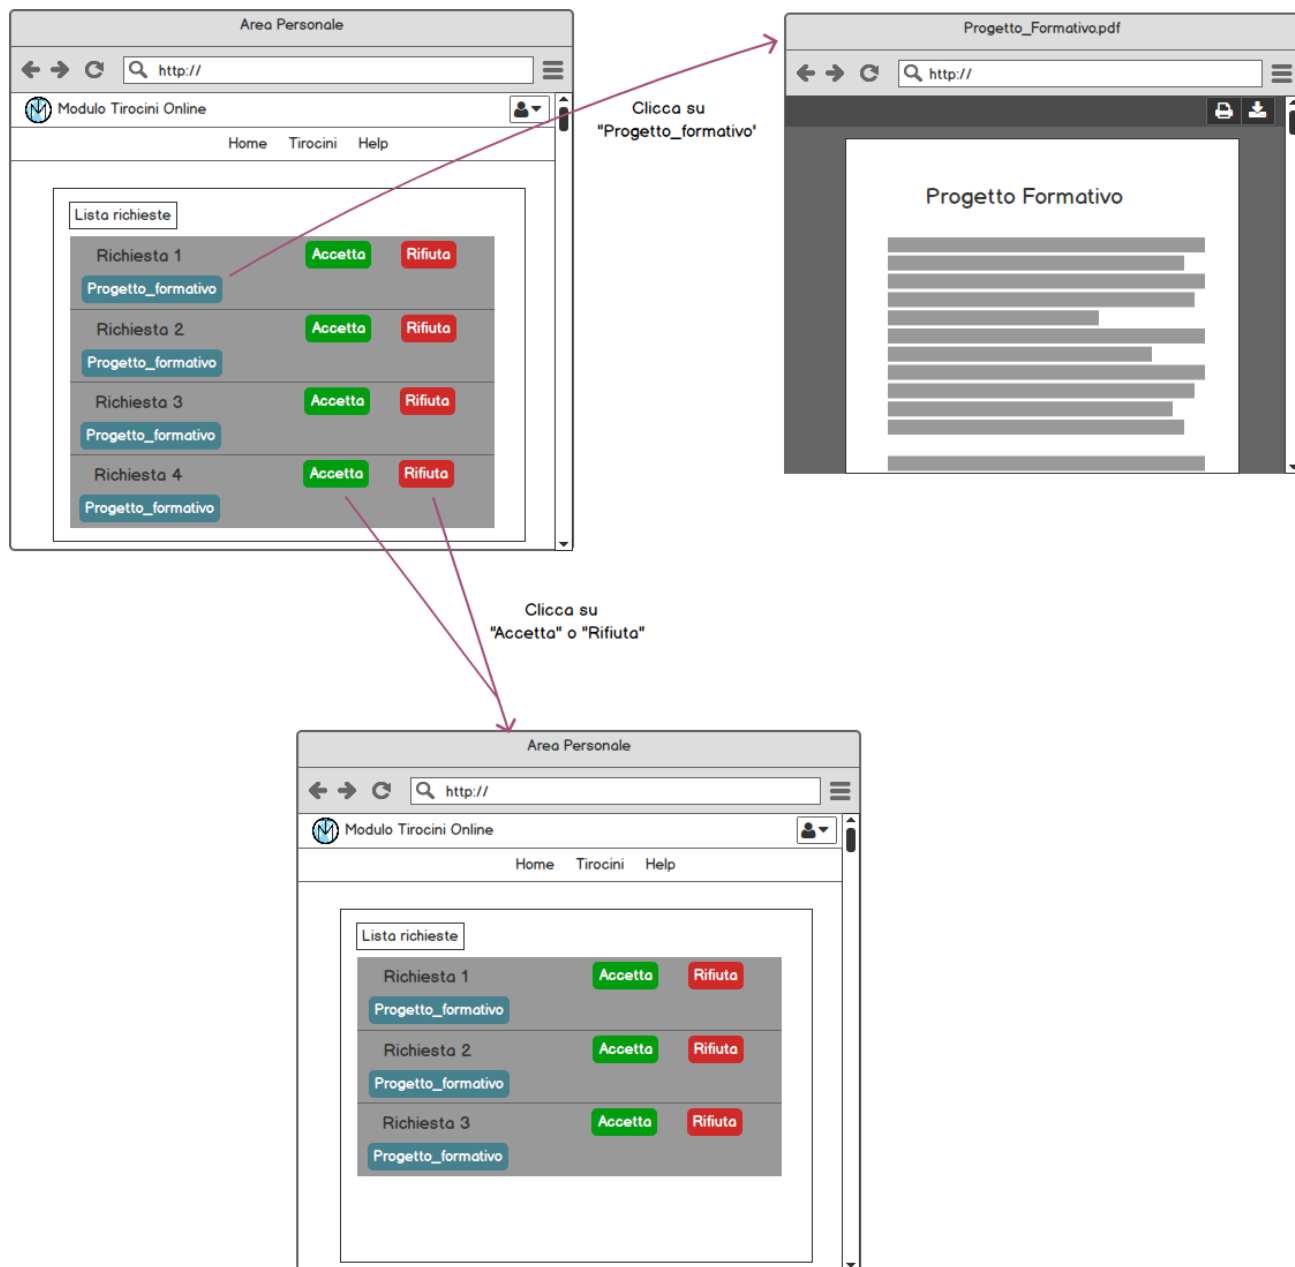 Area Personale
http://
Modulo Tirocini Online
Home Tirocini Help
Lista richieste
Richiesta 1 Accetta Rifiuta
Progetto_formativo
Richiesta 2 Accetta Rifiuta
Progetto_formativo
Richiesta 3 Accetta Rifiuta
Progetto_formativo
Richiesta 4 Accetta Rifiuta
Progetto_formativo
Clicca su
"Progetto_formativo"
Progetto_Formativo.pdf
http://
Progetto Formativo
Clicca su
"Accetta" o "Rifiuta"
Area Personale
http://
Modulo Tirocini Online
Home Tirocini Help
Lista richieste
Richiesta 1 Accetta Rifiuta
Progetto_formativo
Richiesta 2 Accetta Rifiuta
Progetto_formativo
Richiesta 3 Accetta Rifiuta
Progetto_formativo